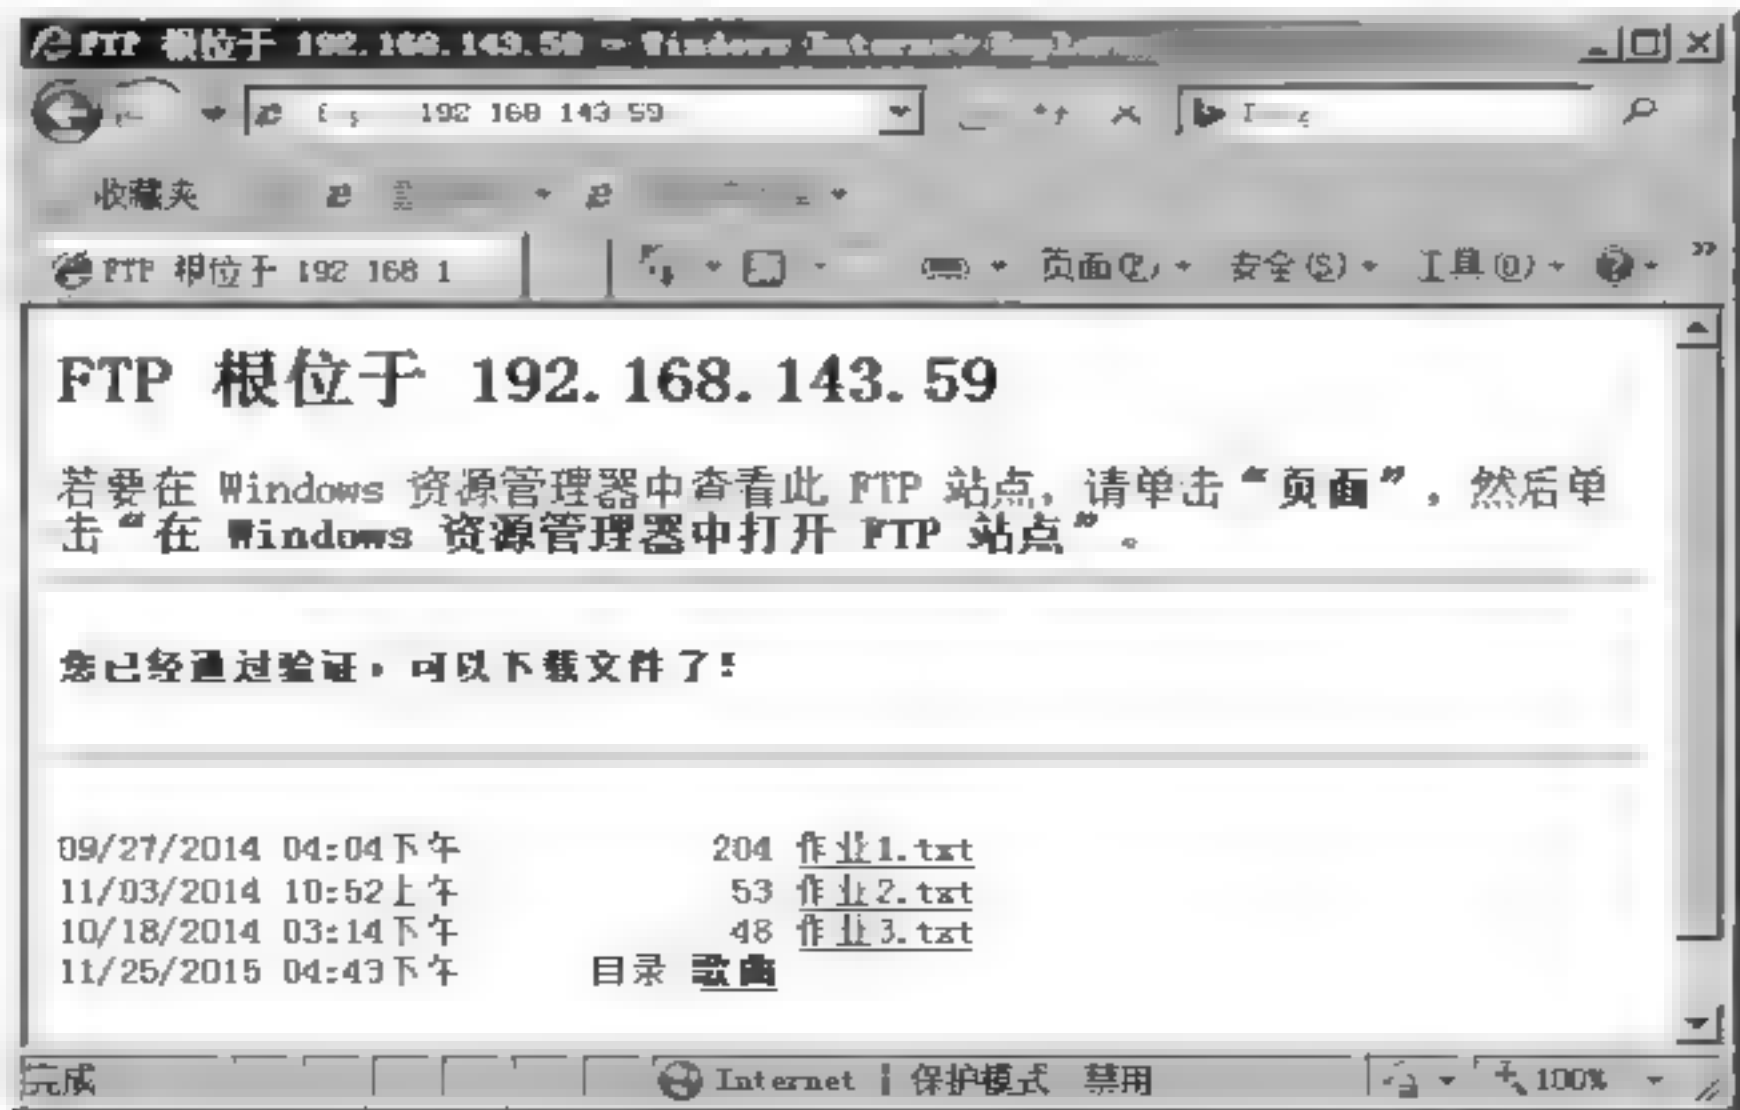 FTP 根位于 192.168.143.59 - Windows Internet Explorer
192 168 143 59
收藏夹
FTP 根位于 192 168 1
页面(P) 安全(S) 工具(O) »
FTP 根位于 192.168.143.59
若要在 Windows 资源管理器中查看此 FTP 站点，请单击“页面”，然后单
击“在 Windows 资源管理器中打开 FTP 站点”。
您已经通过验证，可以下载文件了!
09/27/2014 04:04下午 204 作业1.txt
11/03/2014 10:52上午 53 作业2.txt
10/18/2014 03:14下午 48 作业3.txt
11/25/2015 04:43下午 目录 歌曲
完成 Internet | 保护模式 禁用 100%